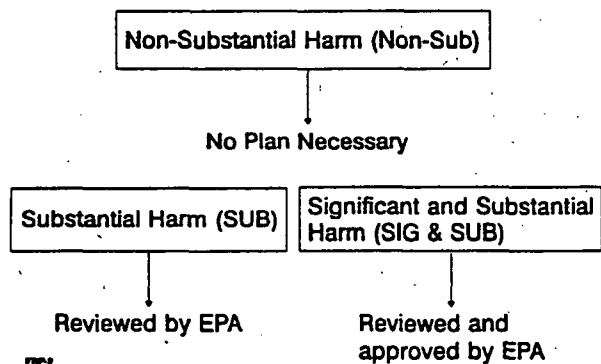 Non-Substantial Harm (Non-Sub)
No Plan Necessary
Substantial Harm (SUB)
Significant and Substantial
Harm (SIG & SUB)
Reviewed by EPA
Reviewed and
approved by EPA